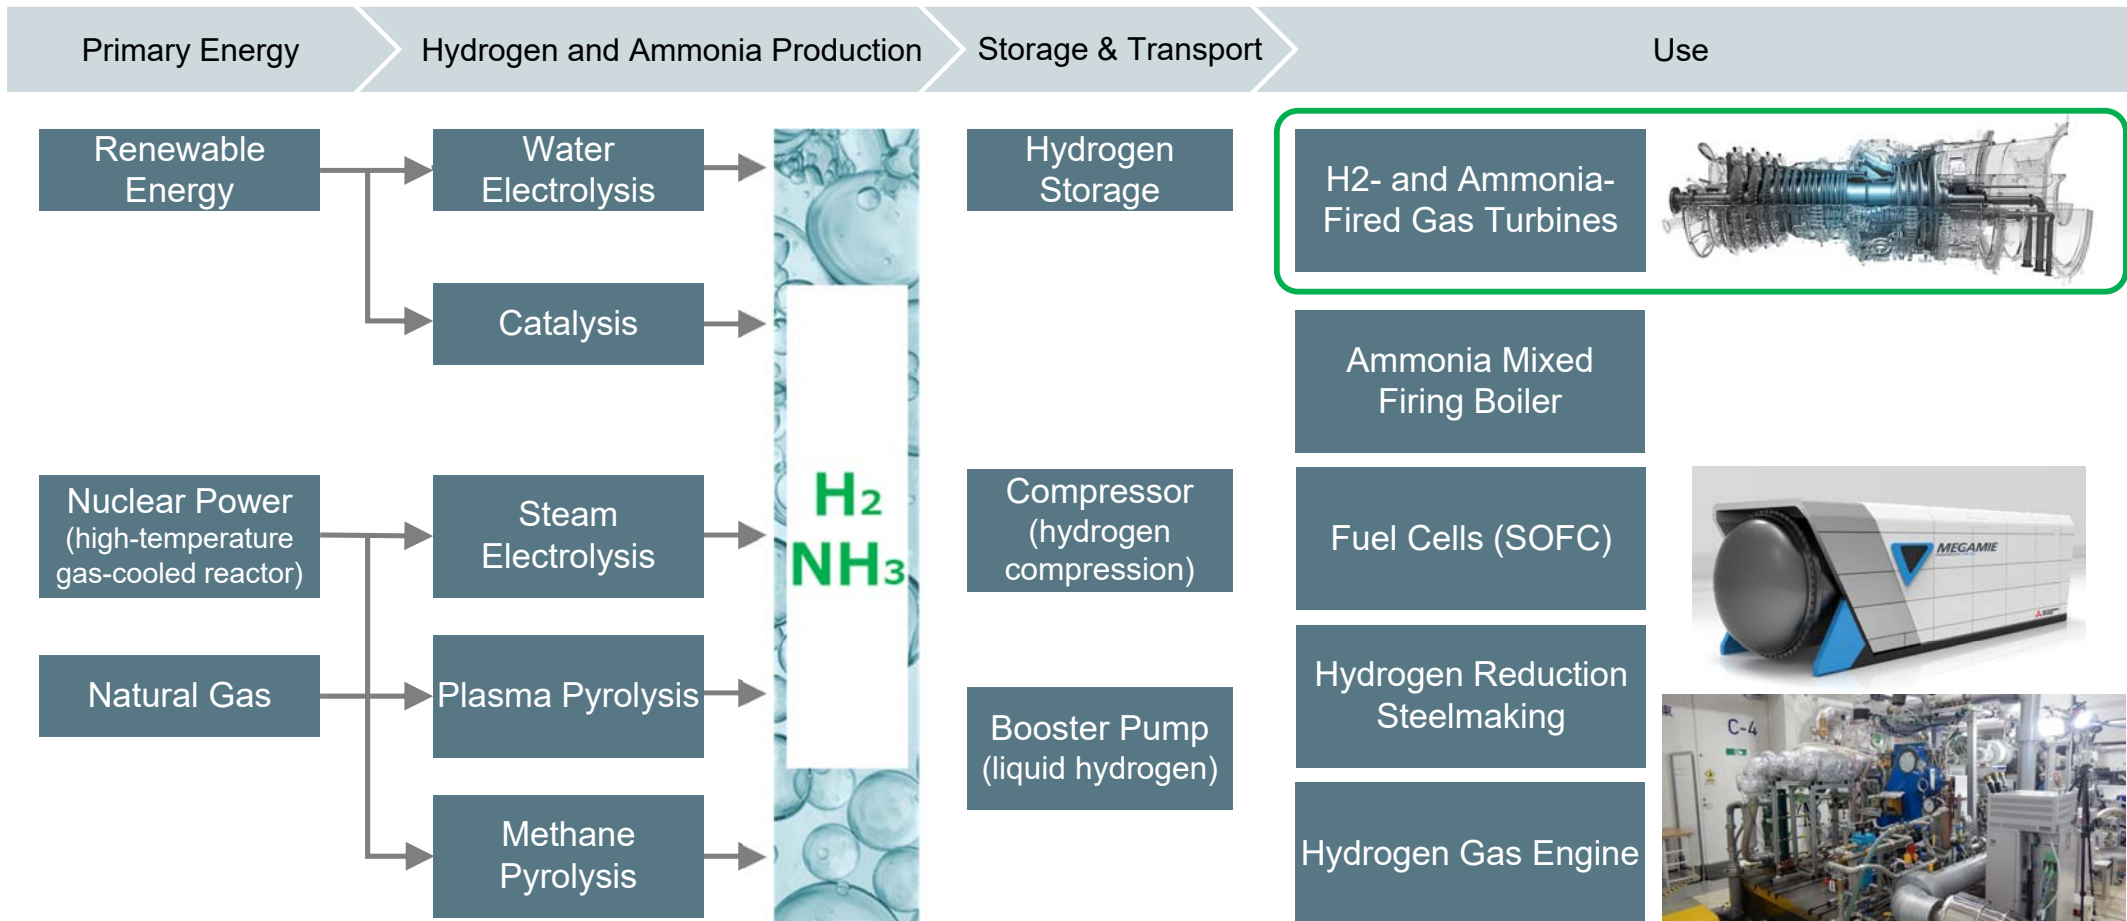 Primary Energy
Hydrogen and Ammonia Production
Storage & Transport
Use
Renewable
Energy
Water
Electrolysis
Catalysis
Nuclear Power
(high-temperature
gas-cooled reactor)
Steam
Electrolysis
Natural Gas
Plasma Pyrolysis
Methane
Pyrolysis
H2
NH3
Hydrogen
Storage
Compressor
(hydrogen
compression)
Booster Pump
(liquid hydrogen)
H2- and Ammonia-
Fired Gas Turbines
Ammonia Mixed
Firing Boiler
Fuel Cells (SOFC)
MEGAMIE
Hydrogen Reduction
Steelmaking
C-4
Hydrogen Gas Engine